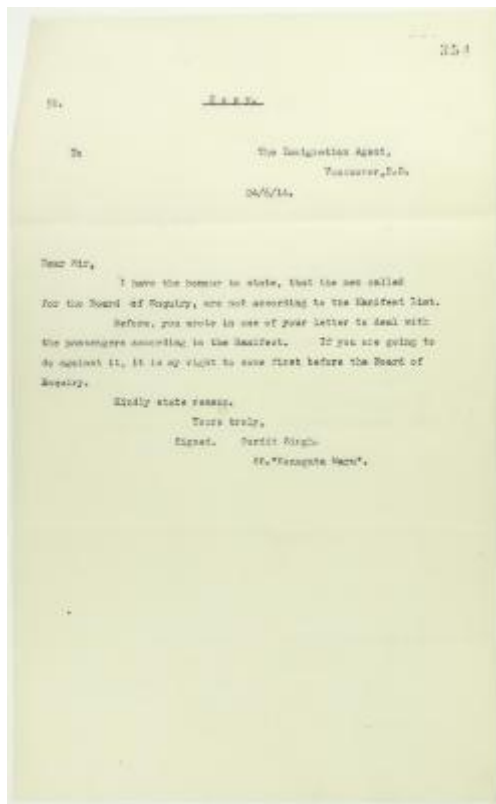 354
Copy.
To
The Immigration Agent,
Vancouver, B.C.
24/6/14.
Dear Sir,
I have the honour to state, that the men called
for the Board of Enquiry, are not according to the Manifest List.
Before, you wrote in one of your letter to deal with
the passengers according to the Manifest. If you are going to
do against it, it is my right to come first before the Board of
Enquiry.
Kindly state reason.
Yours truly,
Signed. Gurdit Singh.
SS."Komagata Maru".